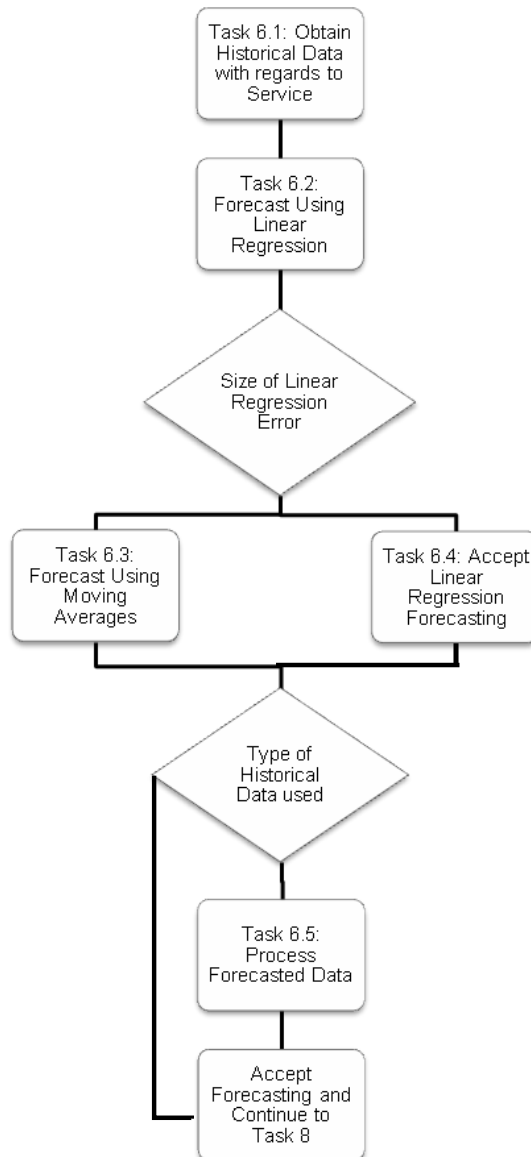 Task 6.1: Obtain
Historical Data
with regards to
Service
Task 6.2:
Forecast Using
Linear
Regression
Size of Linear
Regression
Error
Task 6.3:
Forecast Using
Moving
Averages
Task 6.4: Accept
Linear
Regression
Forecasting
Type of
Historical
Data used
Task 6.5:
Process
Forecasted Data
Accept
Forecasting and
Continue to
Task 8